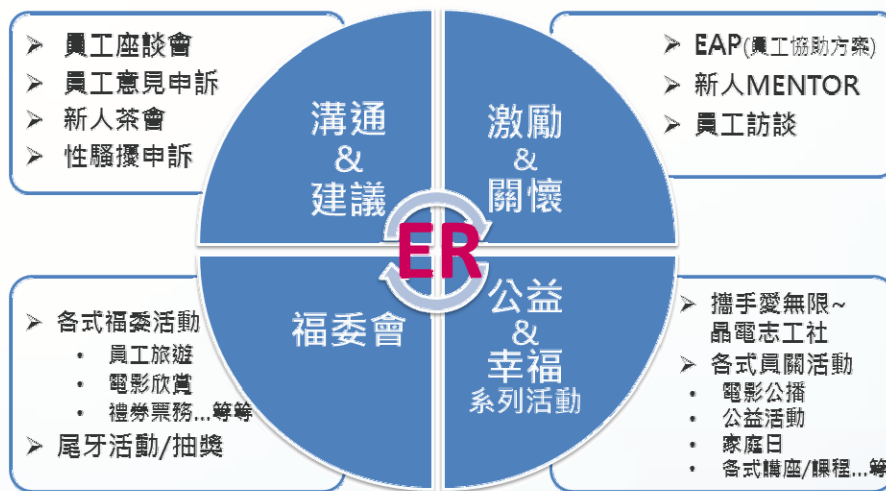 員工座談會
員工意見申訴
新人茶會
性騷擾申訴
溝通
&
建議
激勵
&
關懷
EAP(員工協助方案)
新人MENTOR
員工訪談
ER
各式福委活動
員工旅遊
電影欣賞
禮券票務...等等
尾牙活動/抽獎
福委會
公益
&
幸福
系列活動
攜手愛無限~
晶電志工社
各式員關活動
電影公播
公益活動
家庭日
各式講座/課程...等